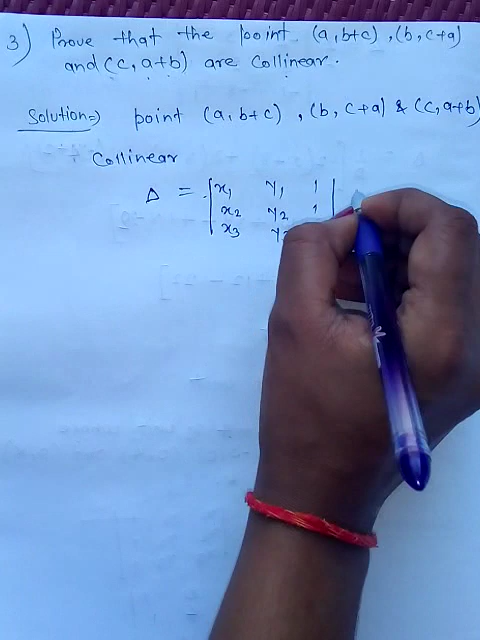 3) Prove that the point (a, b+c), (b, c+a)
and (c, a+b) are collinear.
Solution⇒ point (a, b+c), (b, c+a) & (c, a+b)
Collinear
Δ = | x₁ y₁ 1 |
x₂ y₂ 1
x₃